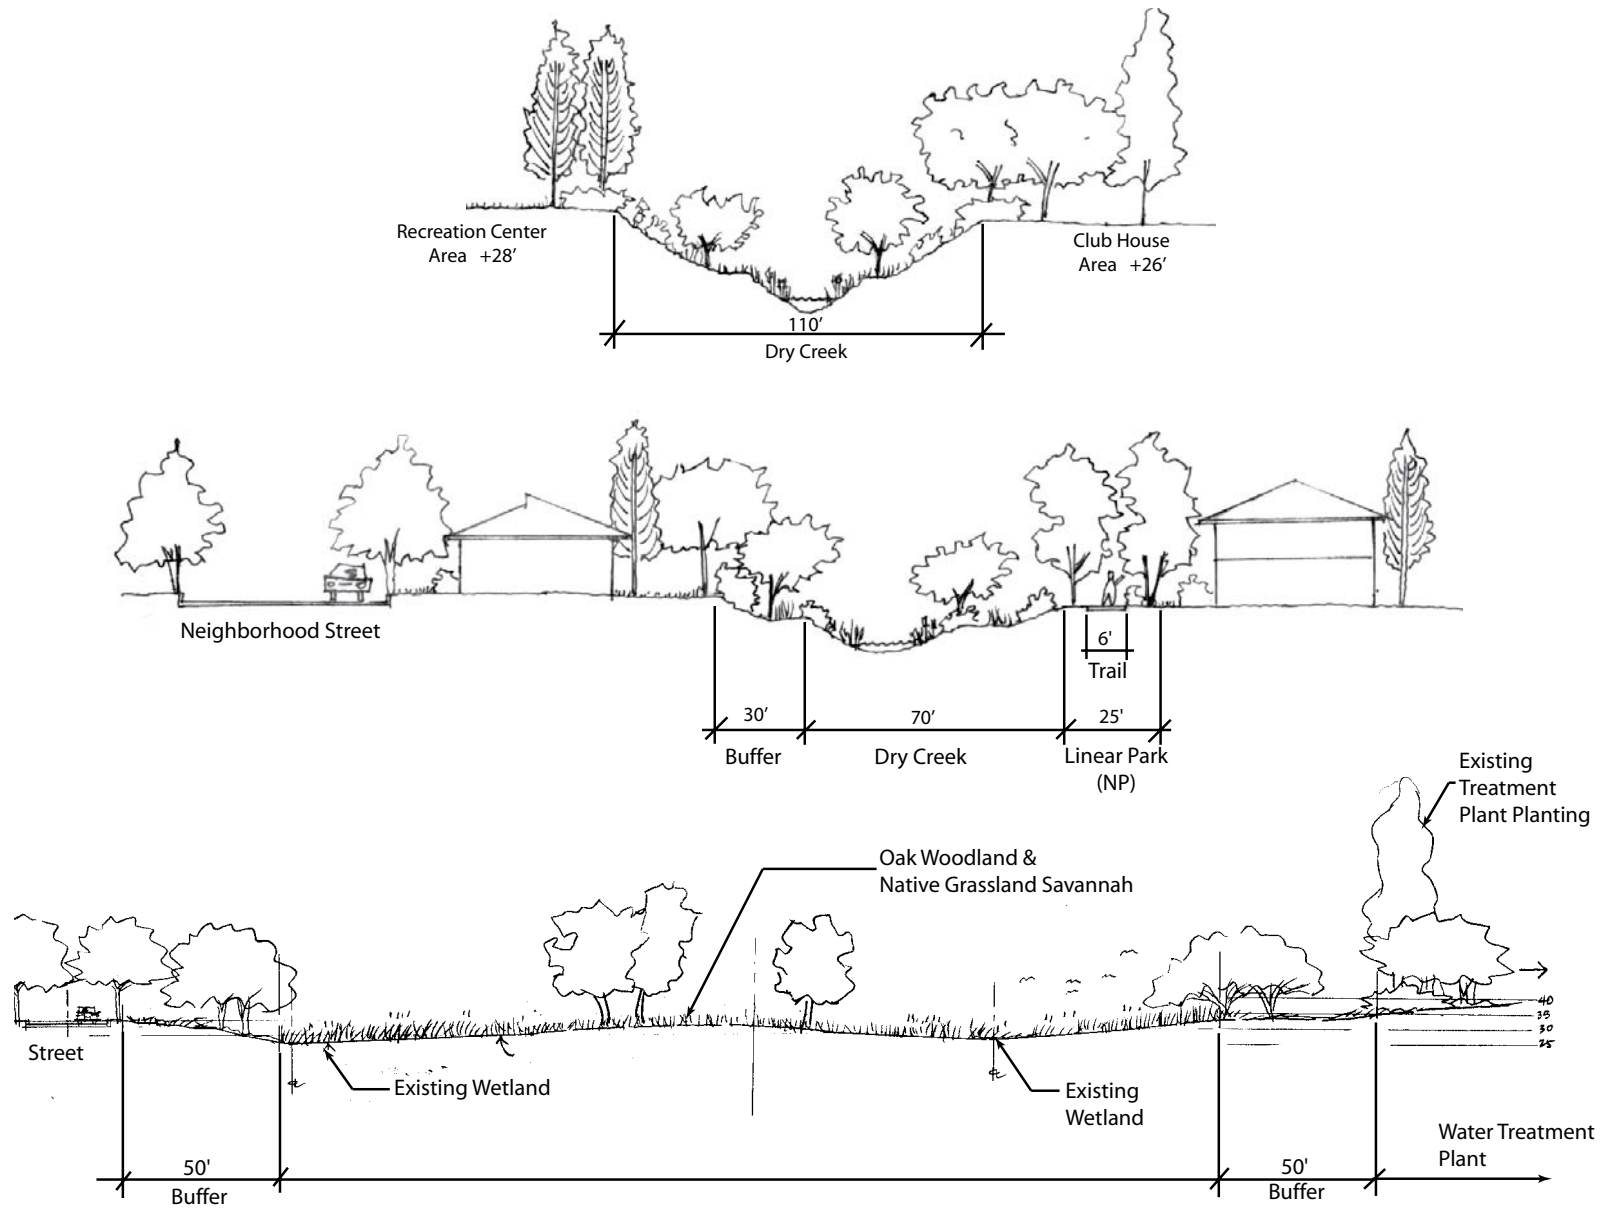 Recreation Center
Area +28’
Club House
Area +26’
110’
Dry Creek
Neighborhood Street
6'
Trail
30’
70’
25'
Buffer
Dry Creek
Linear Park
(NP)
Existing
Treatment
Plant Planting
Oak Woodland &
Native Grassland Savannah
40
35
30
25
Street
Existing Wetland
Existing
Wetland
Water Treatment
Plant
50'
Buffer
50'
Buffer